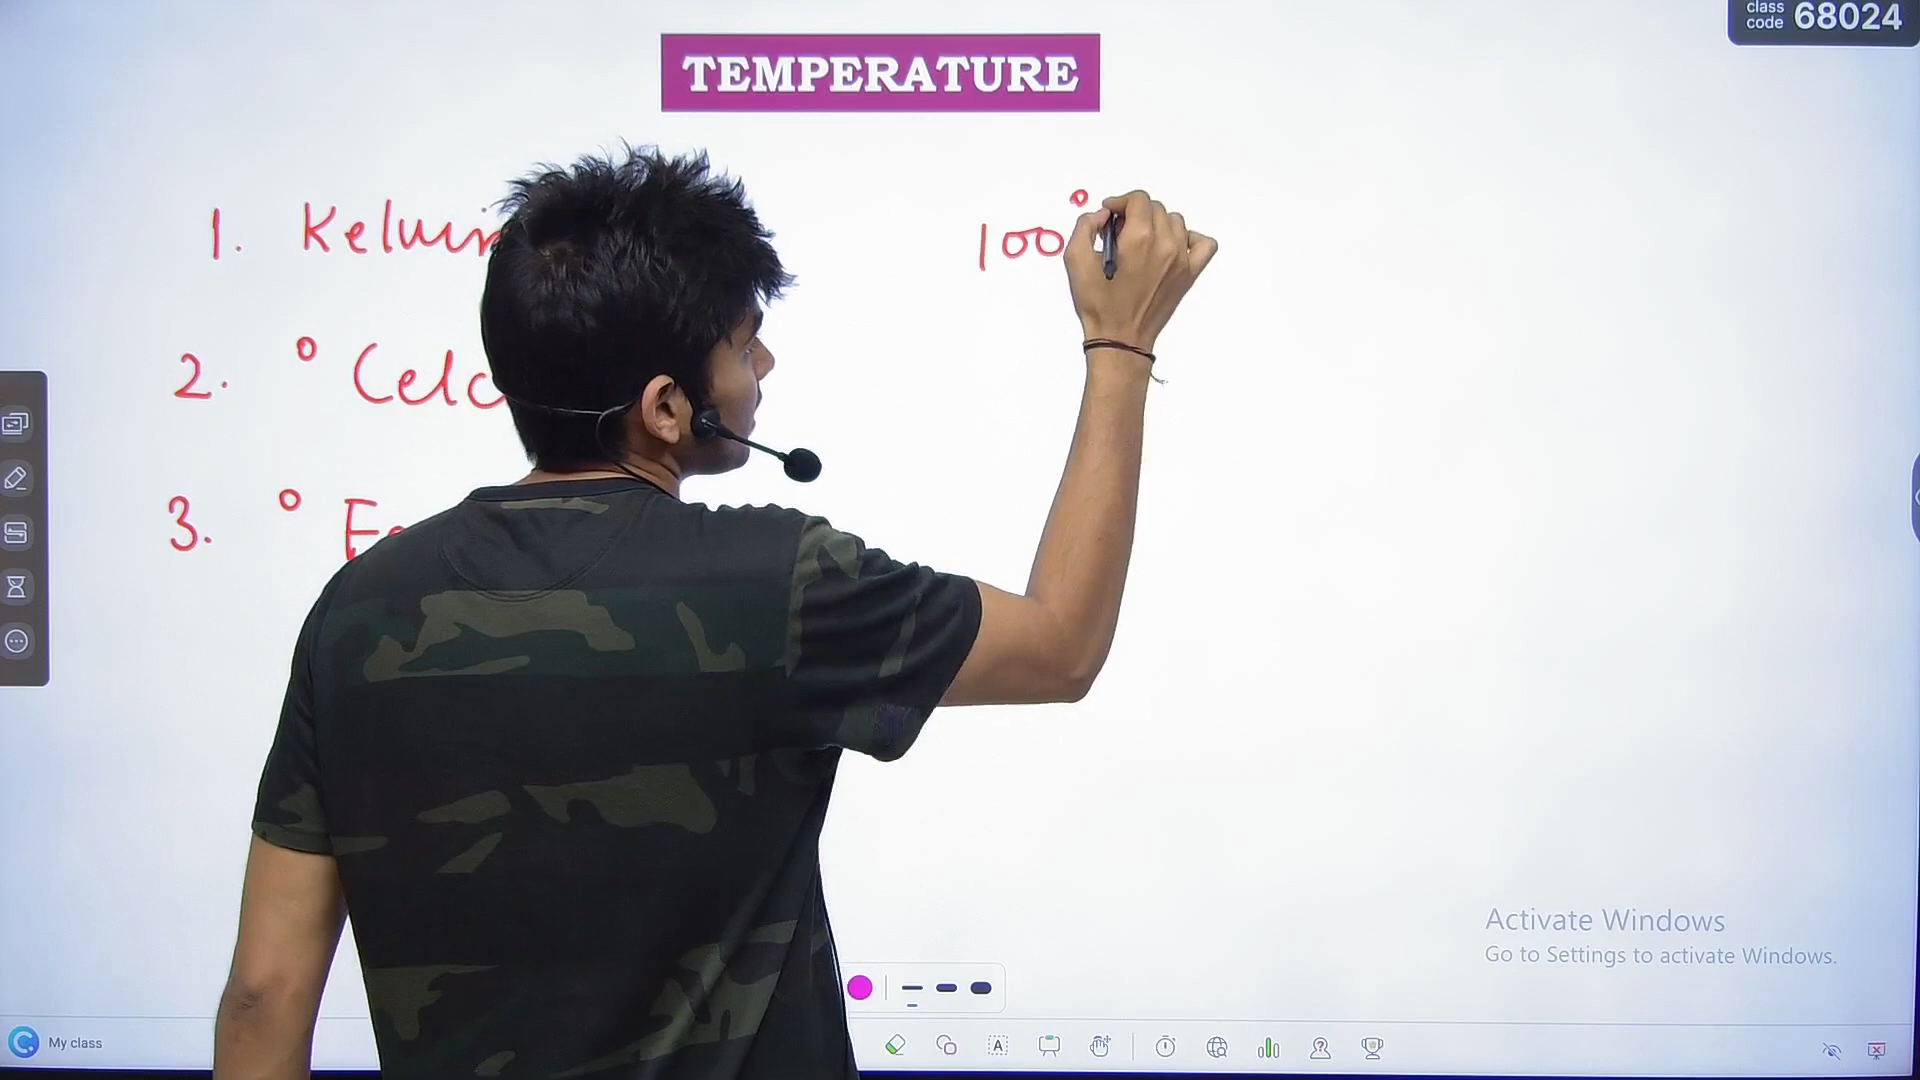 class code 68024
TEMPERATURE
1. Kelvin
100°
2. ° Celc
3. °
Activate Windows
Go to Settings to activate Windows.
My class